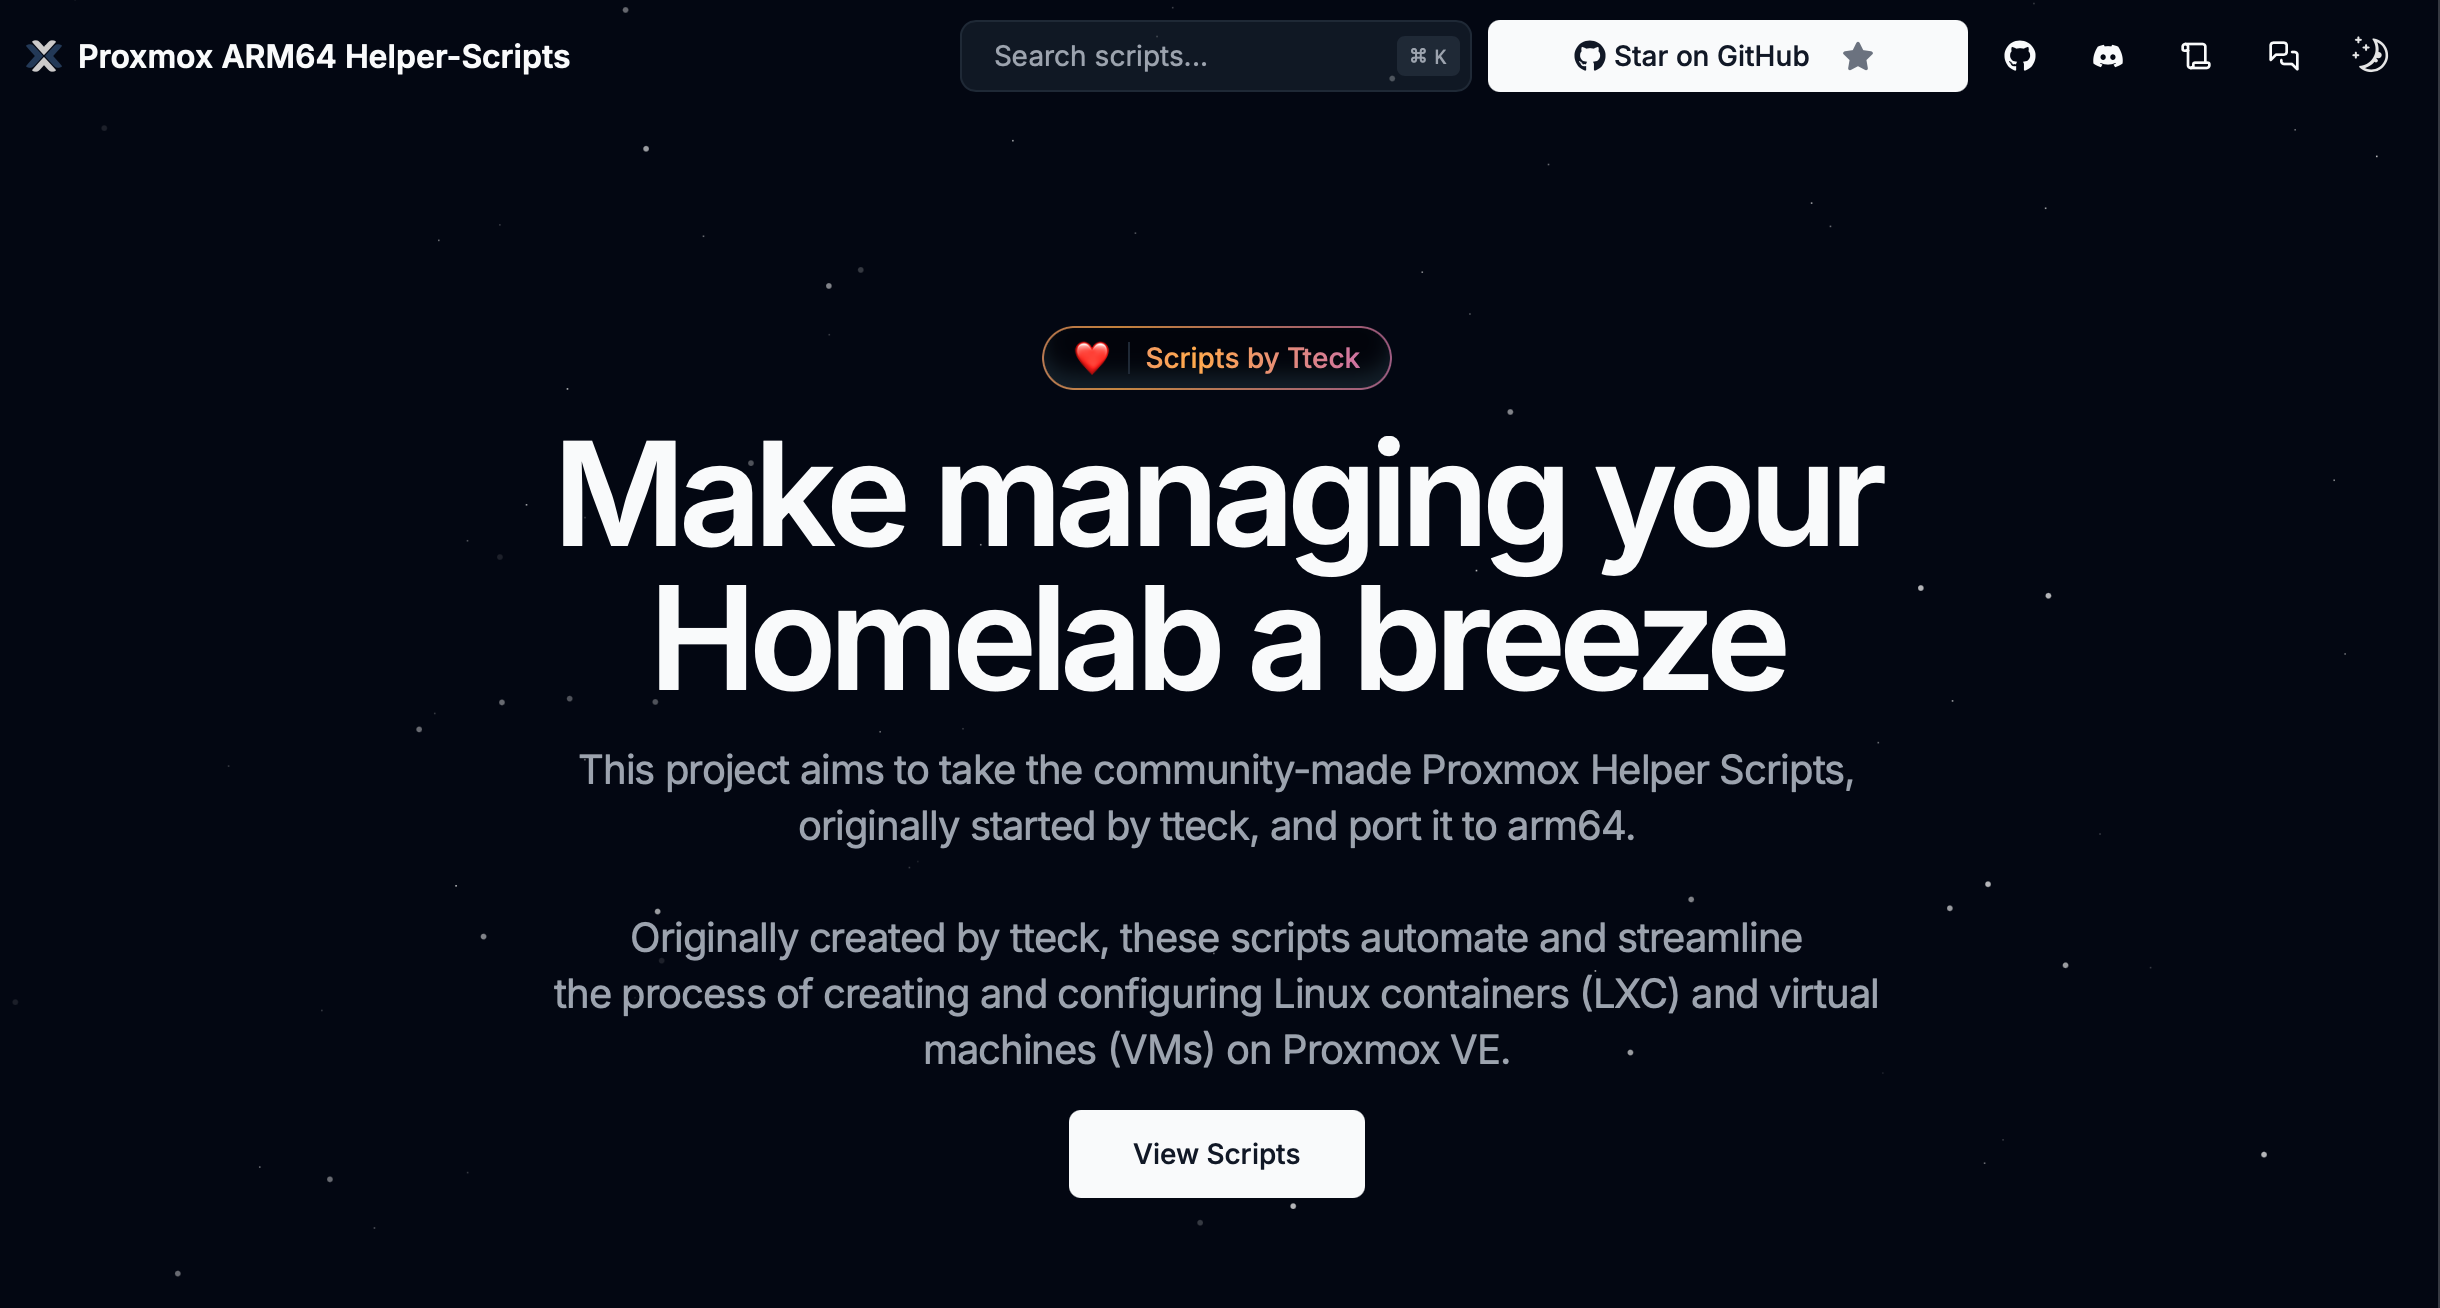 Proxmox ARM64 Helper-Scripts
Search scripts...
⌘ K
Star on GitHub
Scripts by Tteck
Make managing your
Homelab a breeze
This project aims to take the community-made Proxmox Helper Scripts,
originally started by tteck, and port it to arm64.
Originally created by tteck, these scripts automate and streamline
the process of creating and configuring Linux containers (LXC) and virtual
machines (VMs) on Proxmox VE.
View Scripts